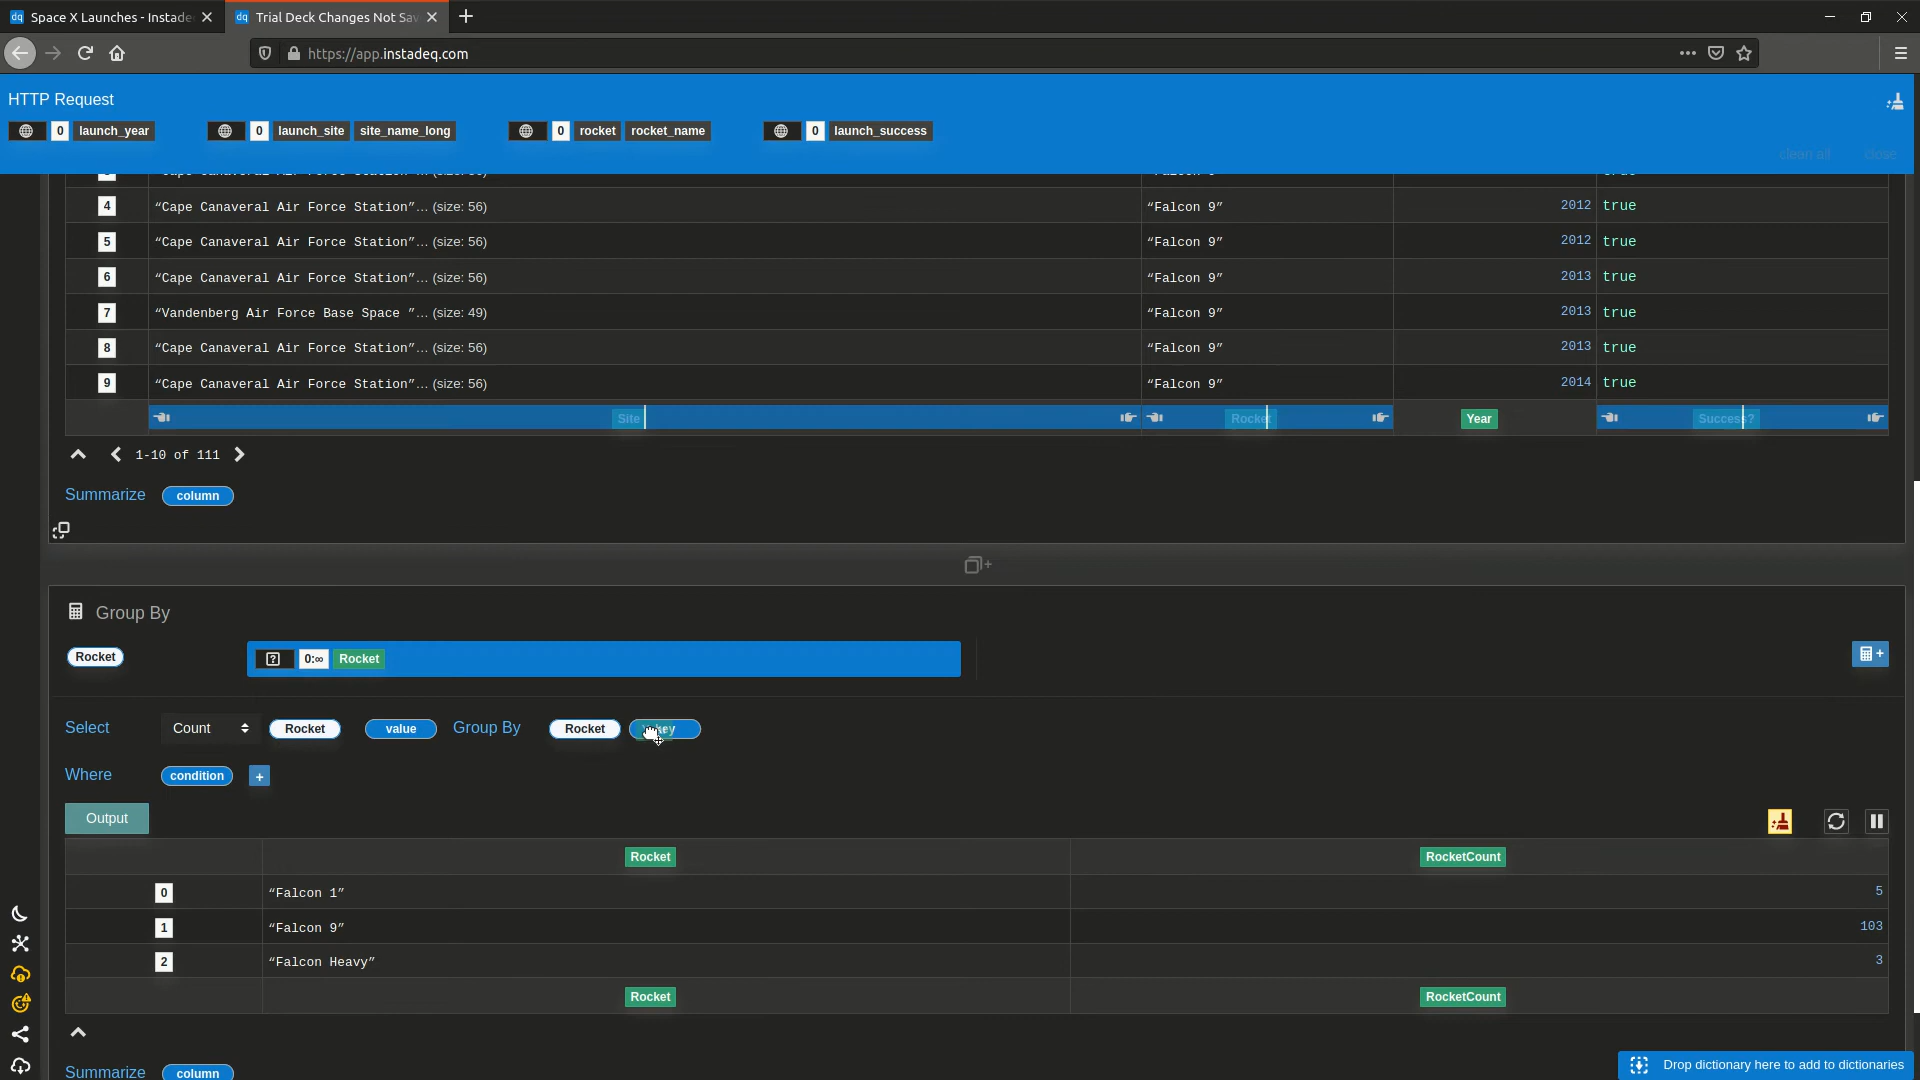 dq Space X Launches - Instade
dq Trial Deck Changes Not Sav
https://app.instadeq.com
HTTP Request
0 launch_year 0 launch_site site_name_long 0 rocket rocket_name 0 launch_success
clean all close
4 “Cape Canaveral Air Force Station”… (size: 56) “Falcon 9” 2012 true
5 “Cape Canaveral Air Force Station”… (size: 56) “Falcon 9” 2012 true
6 “Cape Canaveral Air Force Station”… (size: 56) “Falcon 9” 2013 true
7 “Vandenberg Air Force Base Space ”… (size: 49) “Falcon 9” 2013 true
8 “Cape Canaveral Air Force Station”… (size: 56) “Falcon 9” 2013 true
9 “Cape Canaveral Air Force Station”… (size: 56) “Falcon 9” 2014 true
Site Rocket Year Success?
1-10 of 111
Summarize column
Group By
Rocket ? 0:∞ Rocket
Select Count Rocket value Group By Rocket key
Where condition +
Output
Rocket RocketCount
0 “Falcon 1” 5
1 “Falcon 9” 103
2 “Falcon Heavy” 3
Rocket RocketCount
Summarize column
Drop dictionary here to add to dictionaries